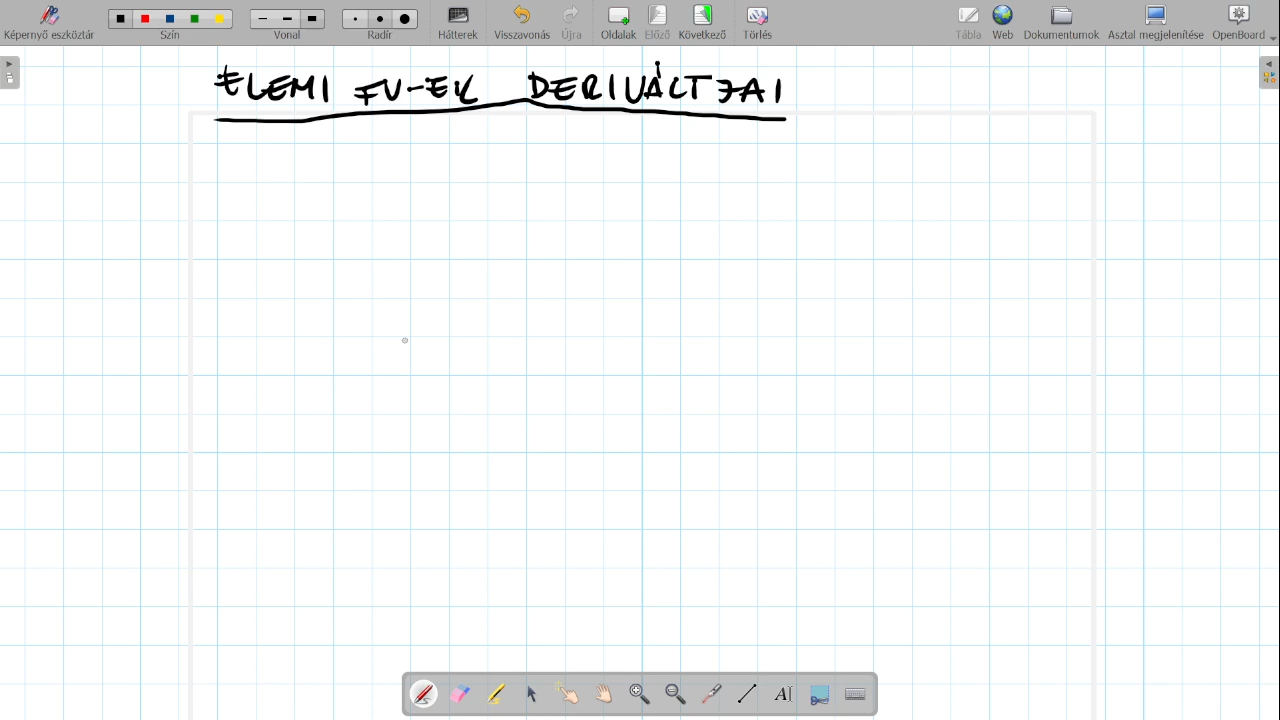 Képernyő eszköztár Szín Vonal Radír Hátterek Visszavonás Újra Oldalak Előző Következő Törlés Tábla Web Dokumentumok Asztal megjelenítése OpenBoard
ELEMI FV-EK DERIVÁLTJAI
AI